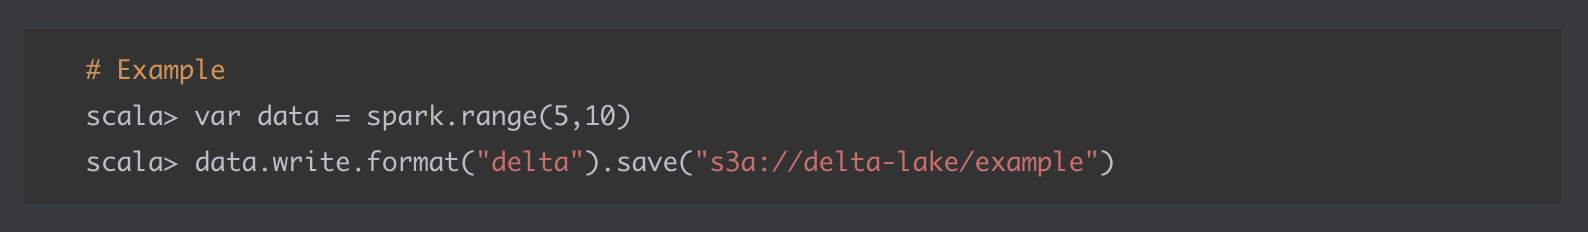 # Example
scala> var data = spark.range(5,10)
scala> data.write.format("delta").save("s3a://delta-lake/example")